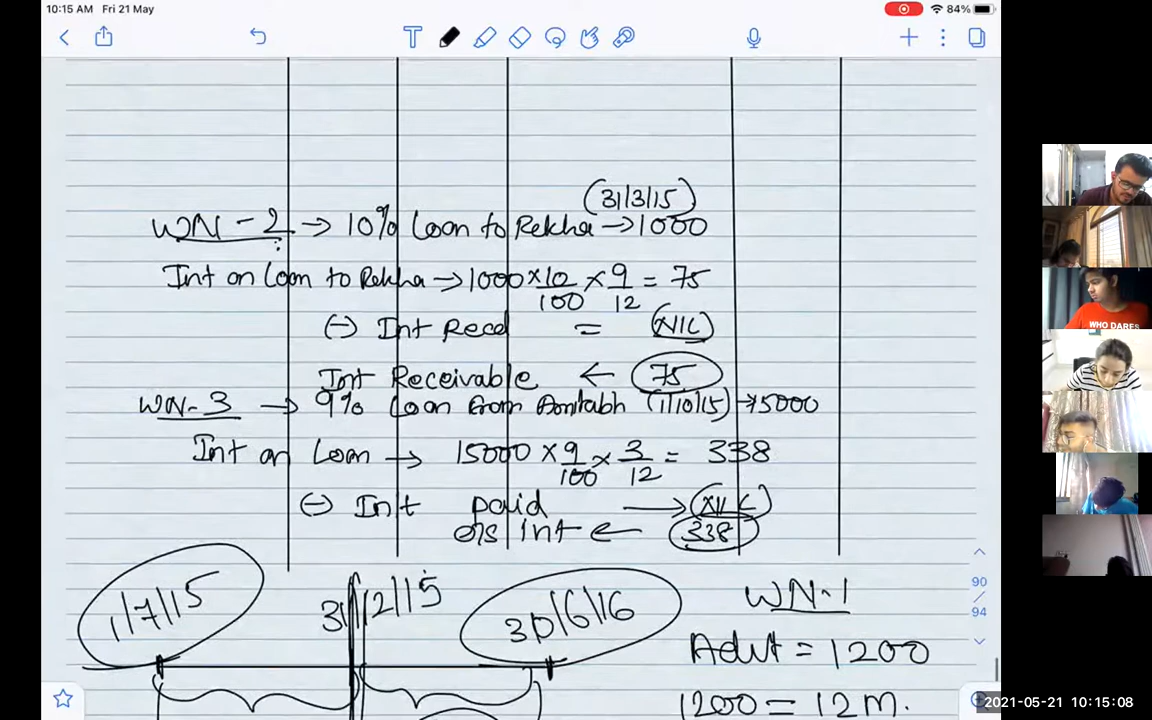 10:15 AM Fri 21 May
84%
(31/3/15)
WN-2 → 10% Loan to Rekha → 1000
Int on Loan to Rekha → 1000 × 10/100 × 9/12 = 75
(-) Int Recd = (NIL)
Int Receivable ← 75
WN-3 → 9% Loan from Amitabh (1/10/15) → 15000
Int on Loan → 15000 × 9/100 × 3/12 = 338
(-) Int paid → (NIL)
o/s Int ← 338
1/7/15 31/12/15 30/6/16
WN-1
Advt = 1200
1200 = 12 M.
90
/
94
WHO DARES
2021-05-21 10:15:08